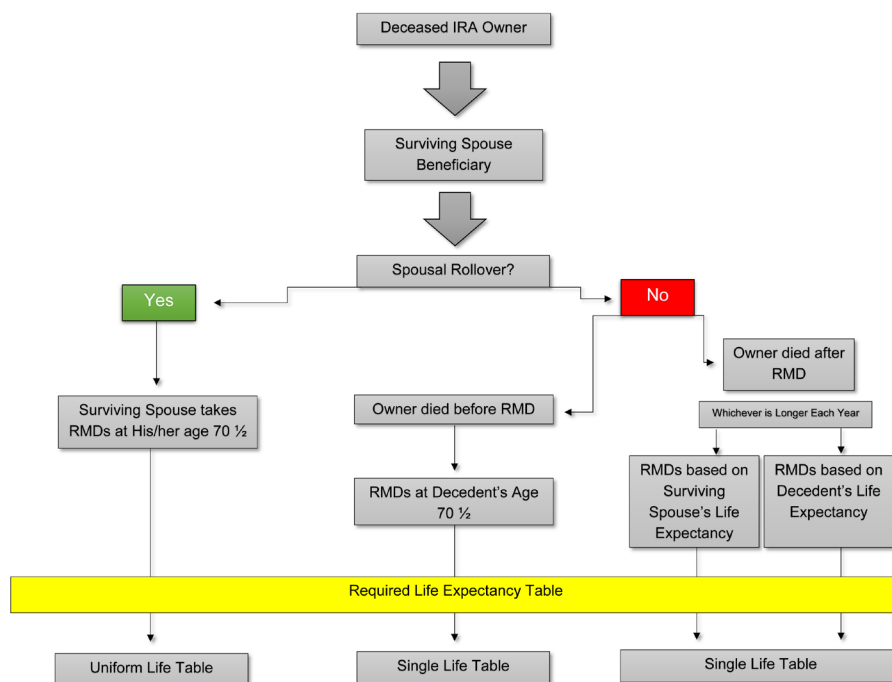 Deceased IRA Owner
Surviving Spouse
Beneficiary
Spousal Rollover?
Yes
No
Owner died after
RMD
Surviving Spouse takes
RMDs at His/her age 70 ½
Owner died before RMD
Whichever is Longer Each Year
RMDs at Decedent's Age
70 ½
RMDs based on
Surviving
Spouse's Life
Expectancy
RMDs based on
Decedent's Life
Expectancy
Required Life Expectancy Table
Uniform Life Table
Single Life Table
Single Life Table